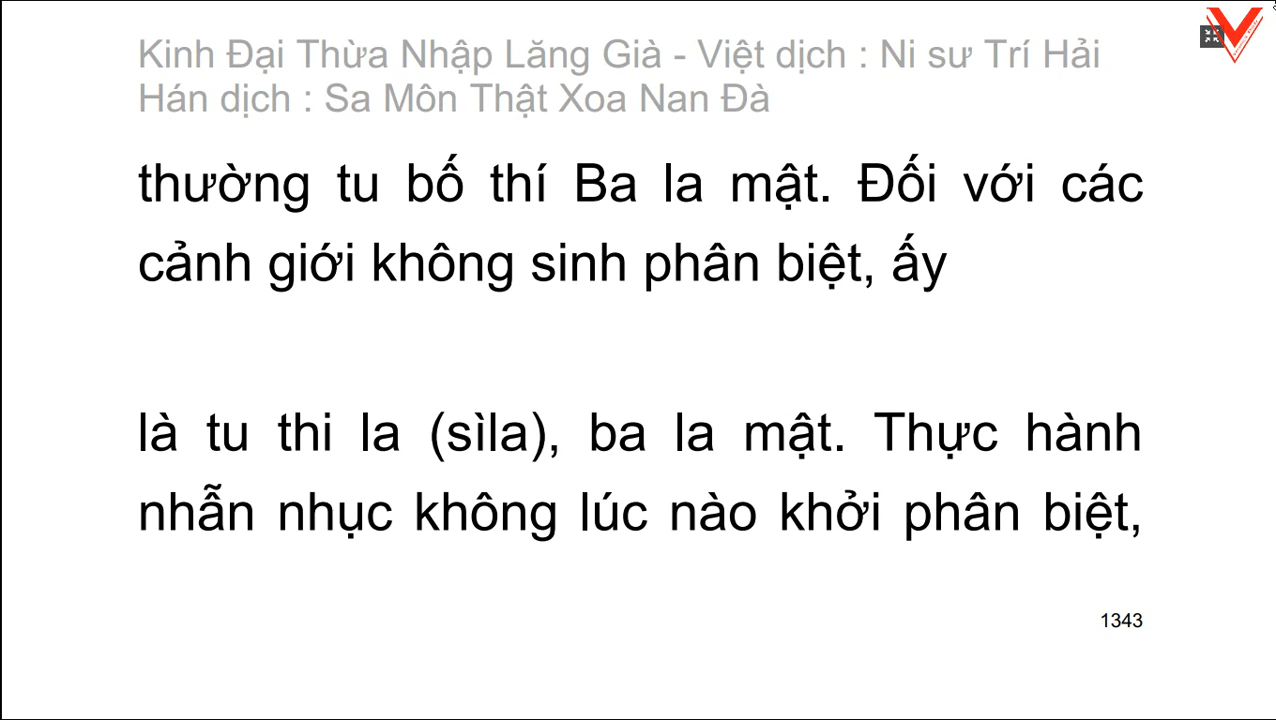 Kinh Đại Thừa Nhập Lăng Già - Việt dịch : Ni sư Trí Hải
Hán dịch : Sa Môn Thật Xoa Nan Đà
thường tu bố thí Ba la mật. Đối với các
cảnh giới không sinh phân biệt, ấy
là tu thi la (sìla), ba la mật. Thực hành
nhẫn nhục không lúc nào khởi phân biệt,
1343